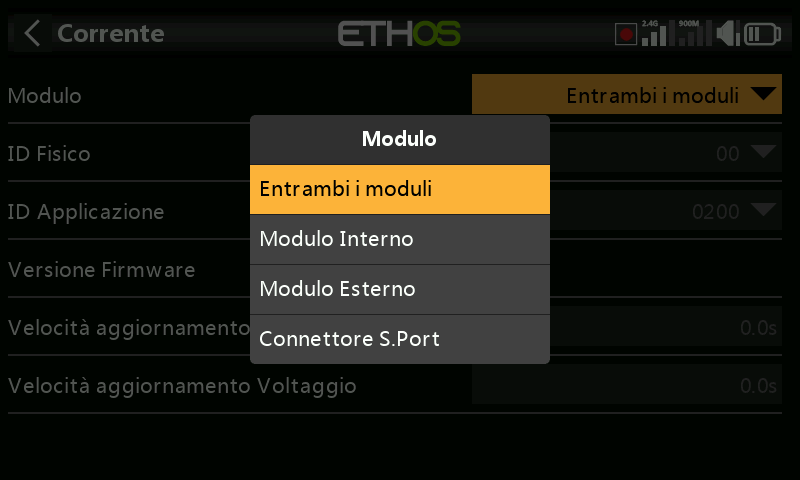 Corrente
ETHOS
2.4G
900M
Modulo
Entrambi i moduli
ID Fisico
00
ID Applicazione
0200
Versione Firmware
Velocità aggiornamento
0.0s
Velocità aggiornamento Voltaggio
0.0s
Modulo
Entrambi i moduli
Modulo Interno
Modulo Esterno
Connettore S.Port